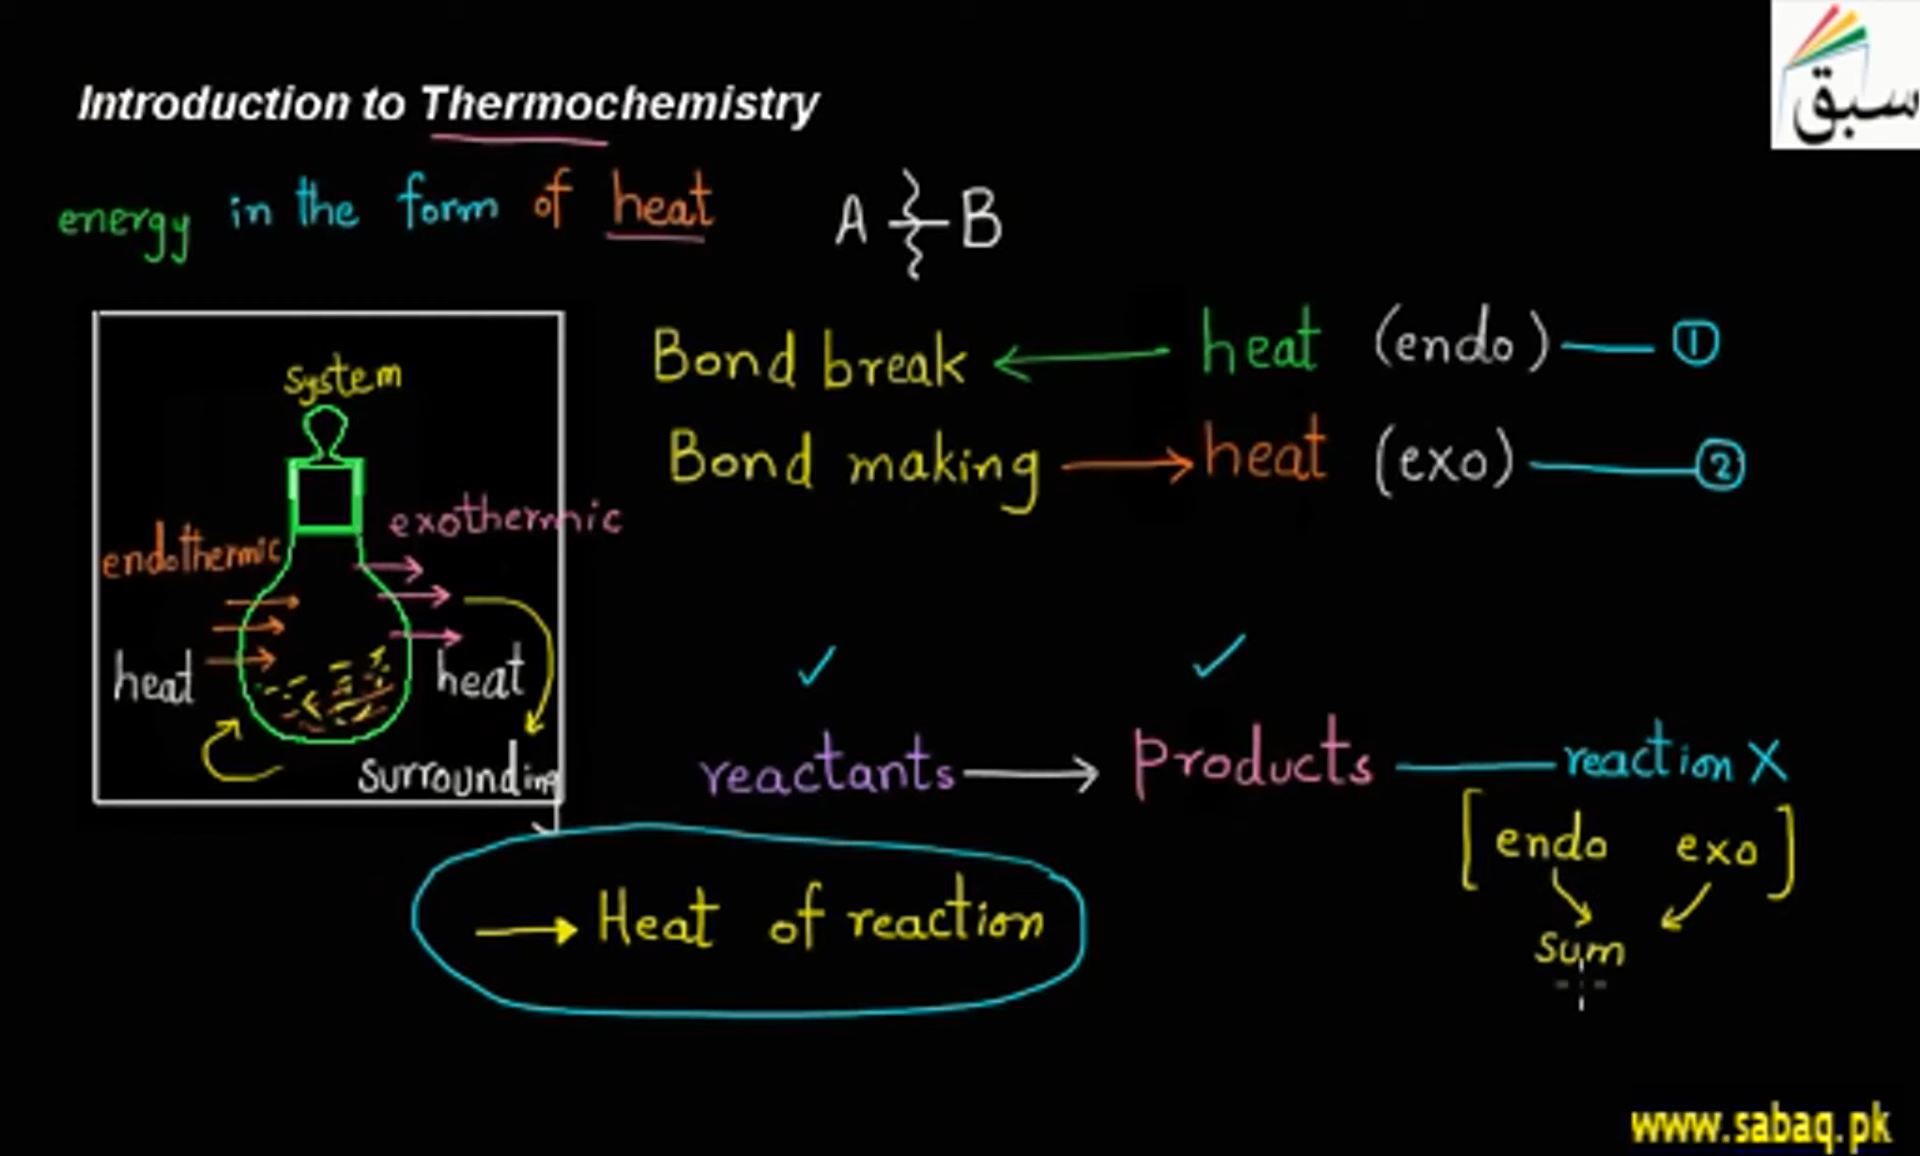 سبق
Introduction to Thermochemistry
energy in the form of heat
A B
Bond break ← heat (endo) — 1
Bond making → heat (exo) — 2
system
exothermic
endothermic
heat
heat
surrounding
reactants → products — reaction X
[endo exo]
sum
→ Heat of reaction
www.sabaq.pk